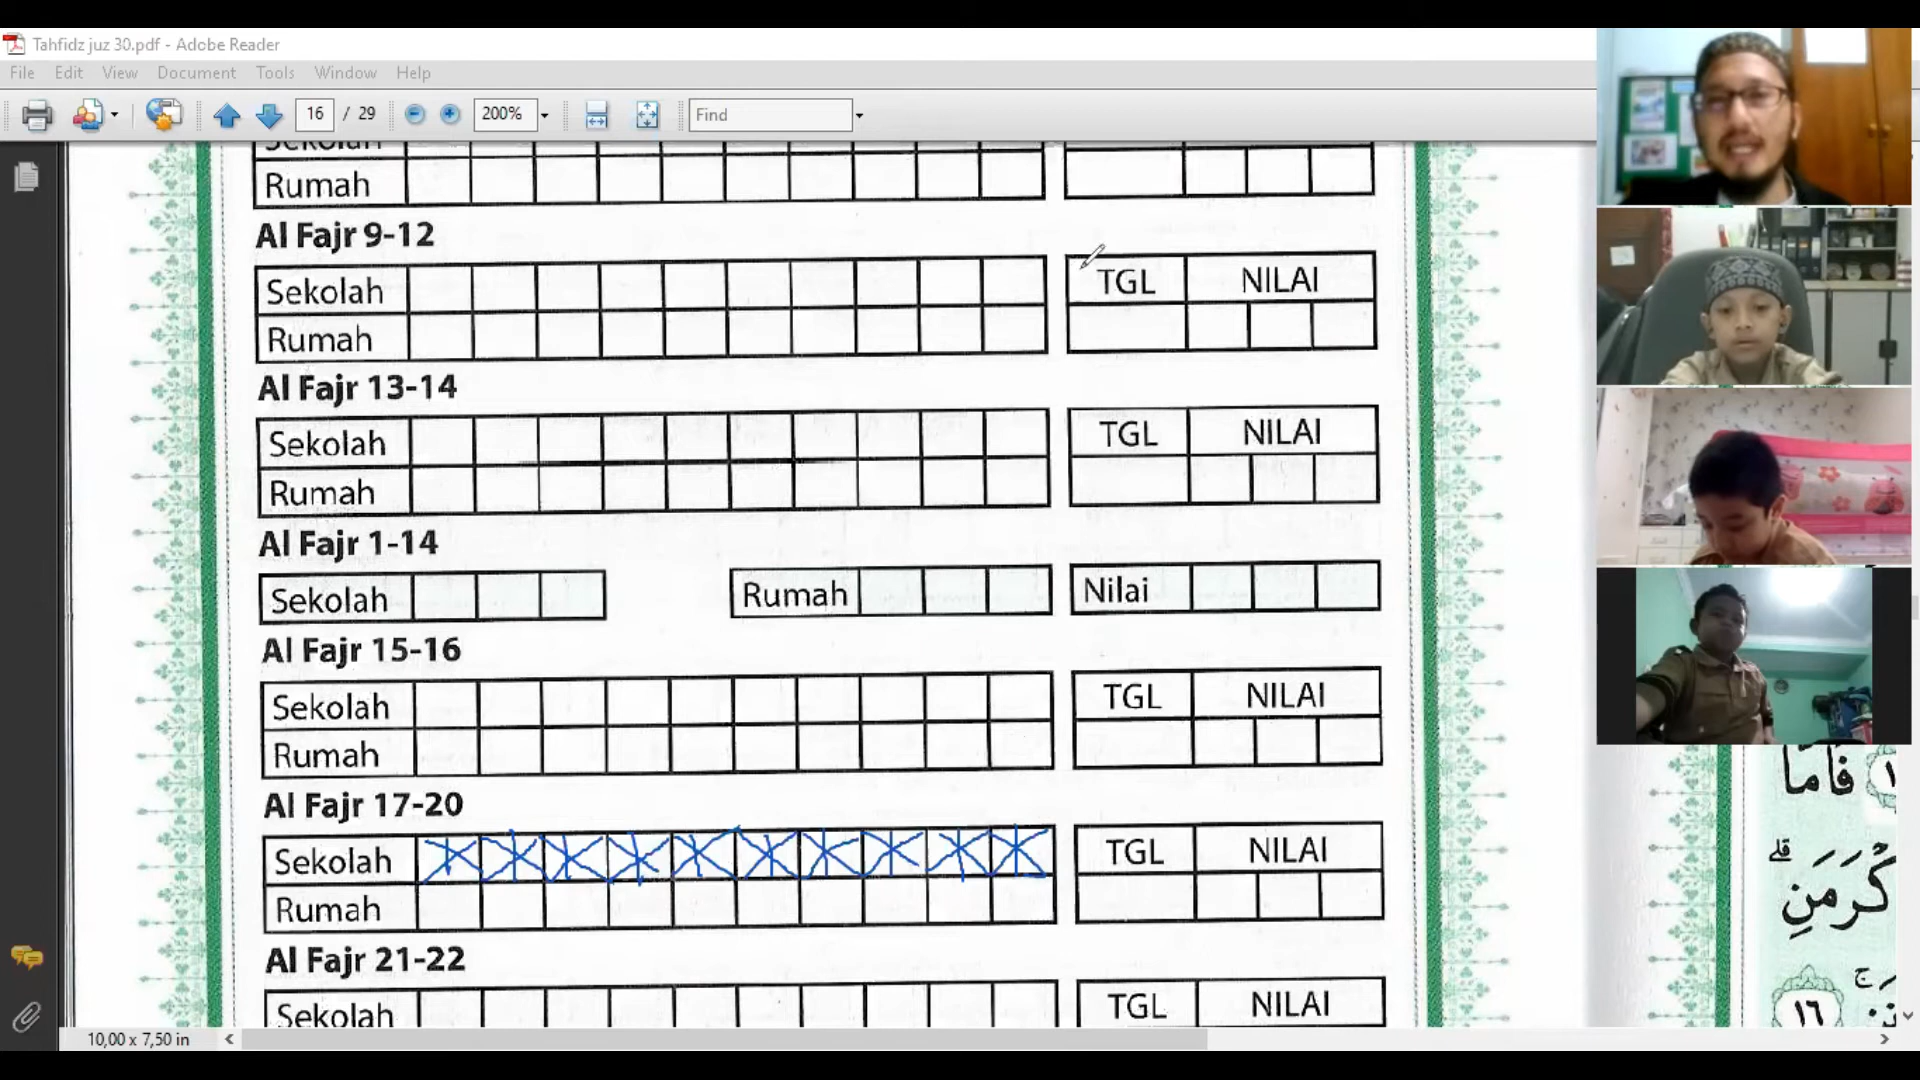 Tahfidz juz 30.pdf - Adobe Reader
File Edit View Document Tools Window Help
16 / 29 200% Find
Sekolah
Rumah
Al Fajr 9-12
Sekolah TGL NILAI
Rumah
Al Fajr 13-14
Sekolah TGL NILAI
Rumah
Al Fajr 1-14
Sekolah Rumah Nilai
Al Fajr 15-16
Sekolah TGL NILAI
Rumah
Al Fajr 17-20
Sekolah TGL NILAI
Rumah
Al Fajr 21-22
Sekolah TGL NILAI
فَأَمَّا
١٦
10,00 x 7,50 in